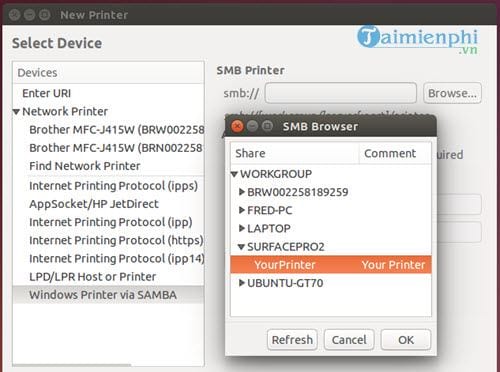 New Printer
Taimienphi
.vn
Select Device
Devices
Enter URI
Network Printer
Brother MFC-J415W (BRW002258
Brother MFC-J415W (BRN002258
Find Network Printer
Internet Printing Protocol (ipps)
AppSocket/HP JetDirect
Internet Printing Protocol (ipp)
Internet Printing Protocol (https)
Internet Printing Protocol (ipp14)
LPD/LPR Host or Printer
Windows Printer via SAMBA
SMB Printer
smb://
Browse...
quired
SMB Browser
Share Comment
WORKGROUP
BRW002258189259
FRED-PC
LAPTOP
SURFACEPRO2
YourPrinter Your Printer
UBUNTU-GT70
Refresh Cancel OK